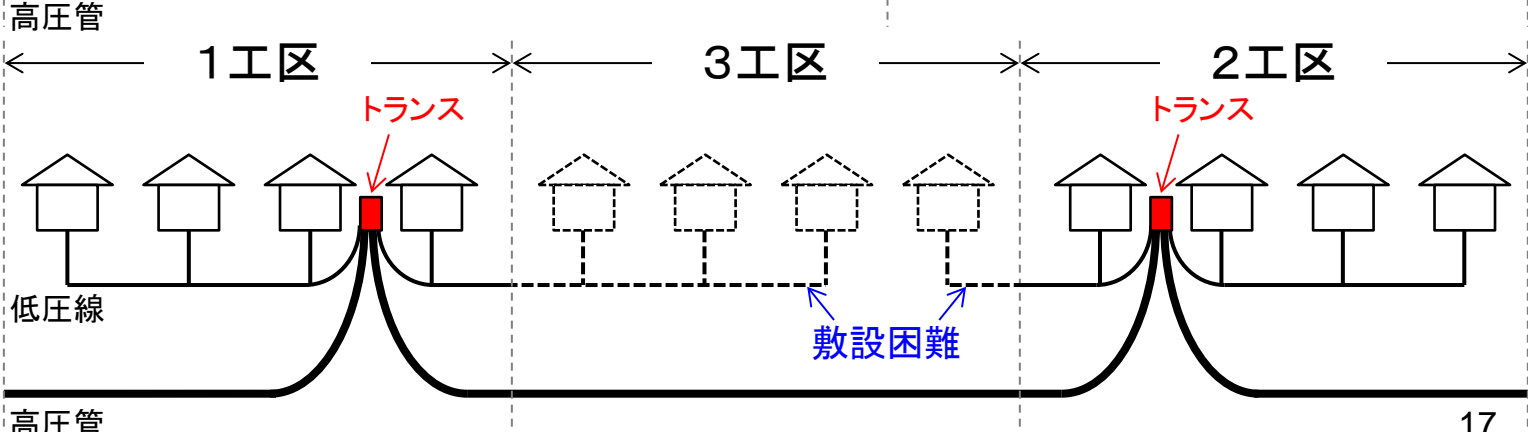 高圧管
1工区
3工区
2工区
トランス
トランス
低圧線
敷設困難
高圧管
17